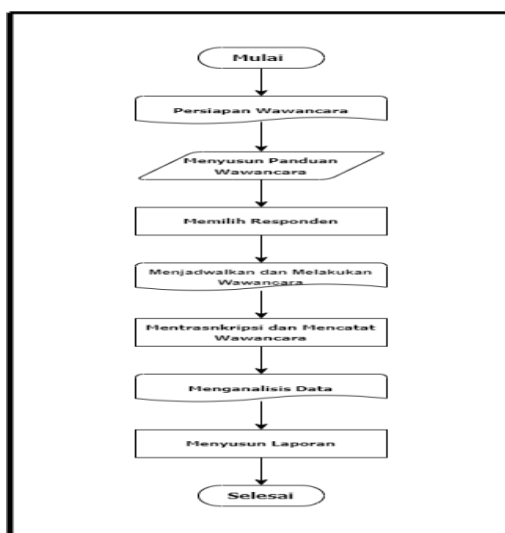 Mulai
Persiapan Wawancara
Menyusun Panduan
Wawancara
Memilih Responden
Menjadwalkan dan Melakukan
Wawancara
Mentrasnkripsi dan Mencatat
Wawancara
Menganalisis Data
Menyusun Laporan
Selesai